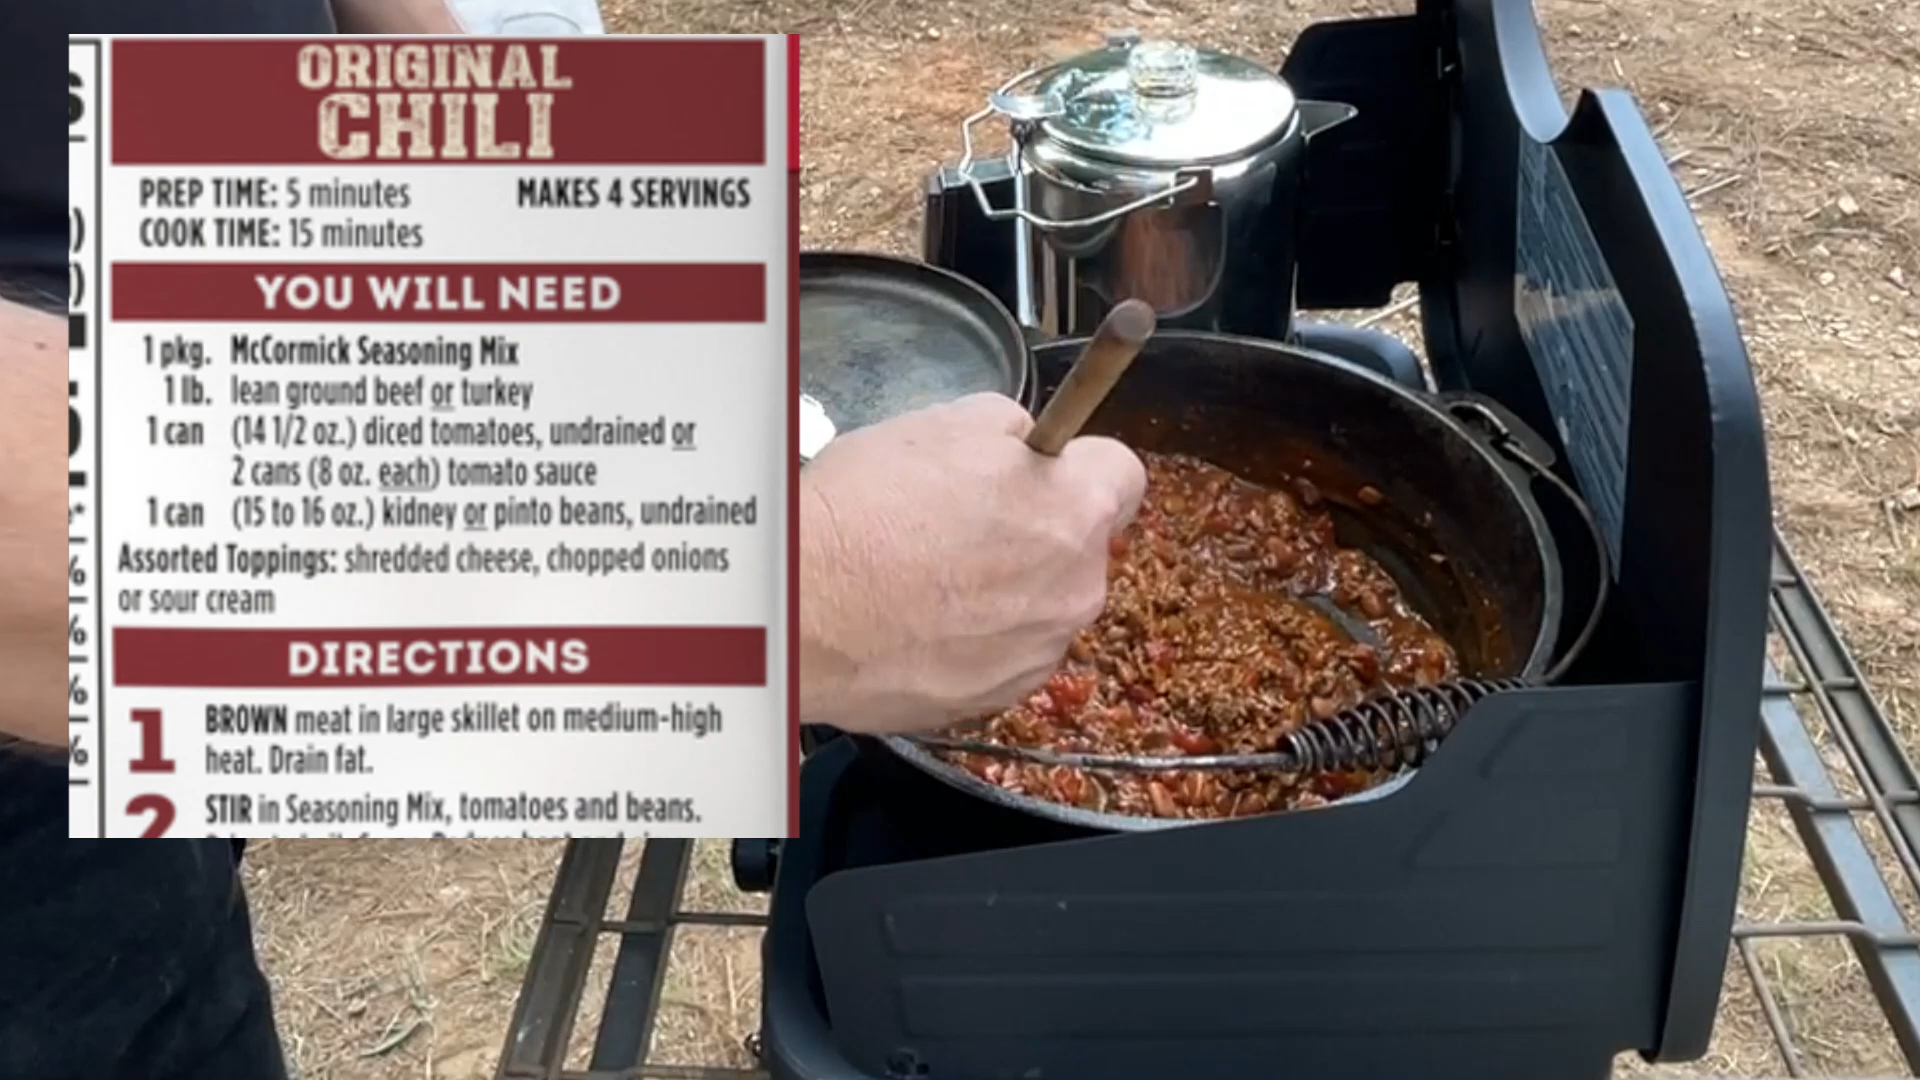 ORIGINAL
CHILI
PREP TIME: 5 minutes MAKES 4 SERVINGS
COOK TIME: 15 minutes
YOU WILL NEED
1 pkg. McCormick Seasoning Mix
1 lb. lean ground beef or turkey
1 can (14 1/2 oz.) diced tomatoes, undrained or
2 cans (8 oz. each) tomato sauce
1 can (15 to 16 oz.) kidney or pinto beans, undrained
Assorted Toppings: shredded cheese, chopped onions
or sour cream
DIRECTIONS
1 BROWN meat in large skillet on medium-high
heat. Drain fat.
2 STIR in Seasoning Mix, tomatoes and beans.